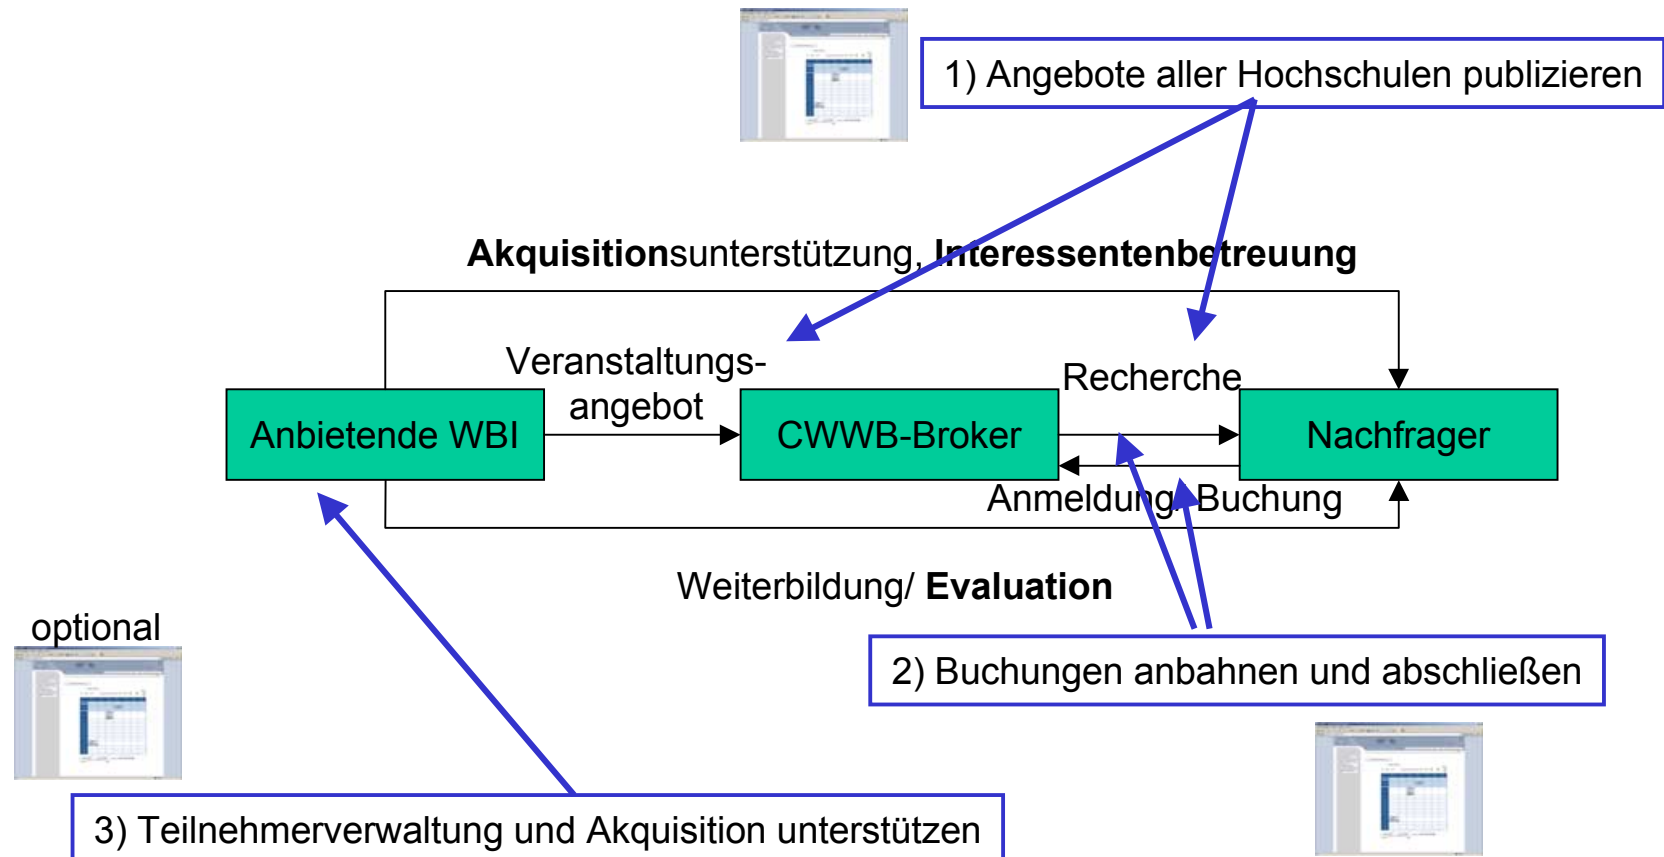 1) Angebote aller Hochschulen publizieren
Akquisitionsunterstützung, Interessentenbetreuung
Veranstaltungs-
angebot
Recherche
Anbietende WBI
CWWB-Broker
Nachfrager
Anmeldung/ Buchung
Weiterbildung/ Evaluation
optional
2) Buchungen anbahnen und abschließen
3) Teilnehmerverwaltung und Akquisition unterstützen